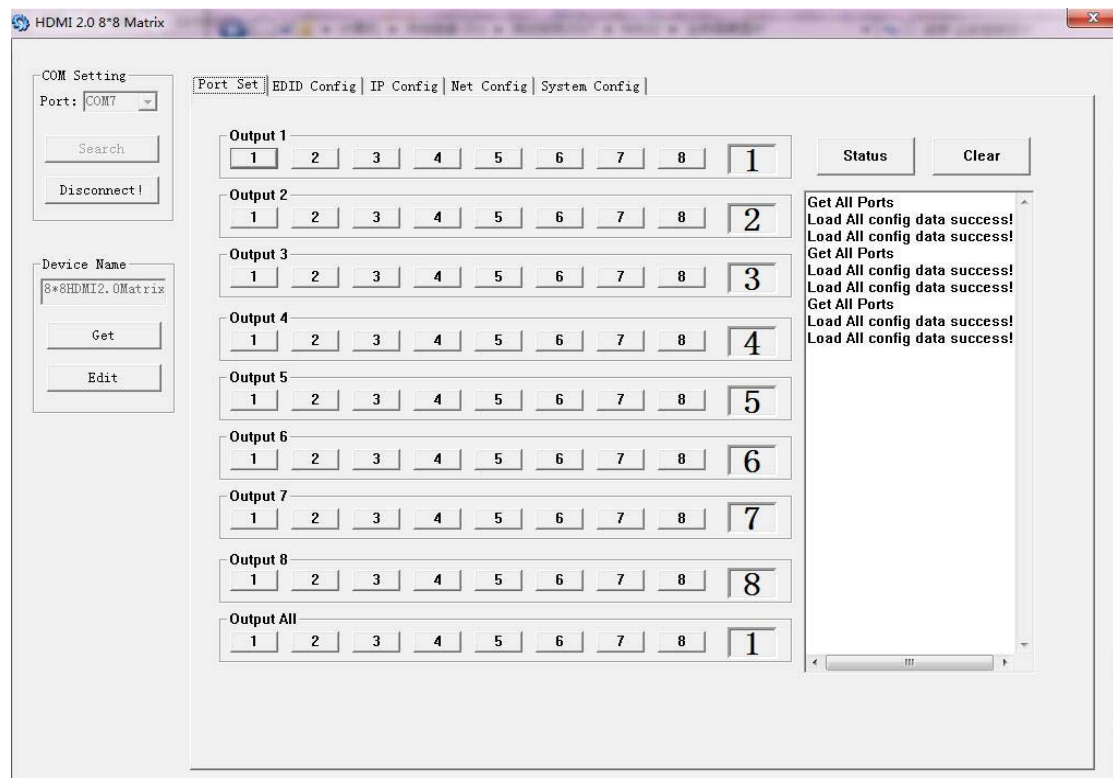 HDMI 2.0 8*8 Matrix
COM Setting
Port: COM7
Search
Disconnect!
Device Name
8*8HDMI2.0Matrix
Get
Edit
Port Set EDID Config IP Config Net Config System Config
Output 1
1 2 3 4 5 6 7 8 1
Output 2
1 2 3 4 5 6 7 8 2
Output 3
1 2 3 4 5 6 7 8 3
Output 4
1 2 3 4 5 6 7 8 4
Output 5
1 2 3 4 5 6 7 8 5
Output 6
1 2 3 4 5 6 7 8 6
Output 7
1 2 3 4 5 6 7 8 7
Output 8
1 2 3 4 5 6 7 8 8
Output All
1 2 3 4 5 6 7 8 1
Status Clear
Get All Ports
Load All config data success!
Load All config data success!
Get All Ports
Load All config data success!
Load All config data success!
Get All Ports
Load All config data success!
Load All config data success!